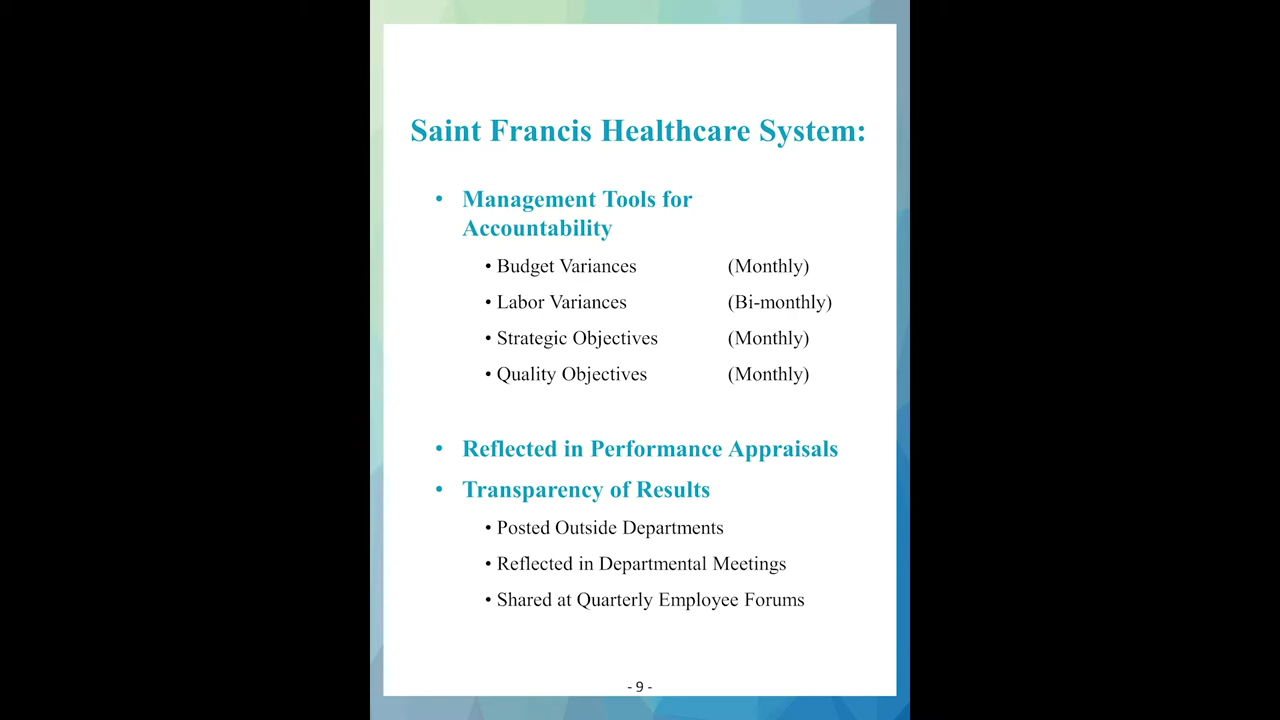 Saint Francis Healthcare System:
• Management Tools for
Accountability
• Budget Variances (Monthly)
• Labor Variances (Bi-monthly)
• Strategic Objectives (Monthly)
• Quality Objectives (Monthly)
• Reflected in Performance Appraisals
• Transparency of Results
• Posted Outside Departments
• Reflected in Departmental Meetings
• Shared at Quarterly Employee Forums
- 9 -